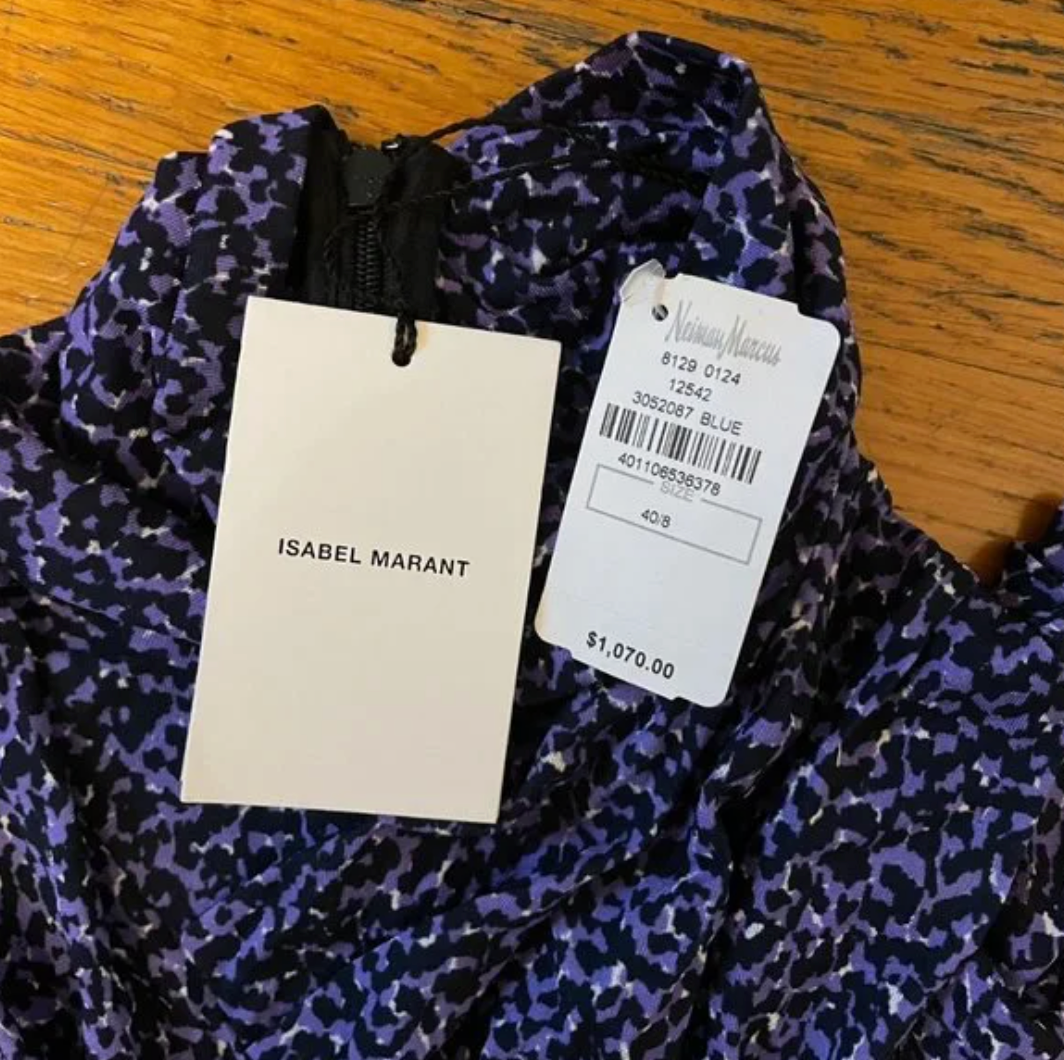 ISABEL MARANT
Neiman Marcus
8129 0124
12542
3052087 BLUE
401106536378
SIZE
40/8
$1,070.00